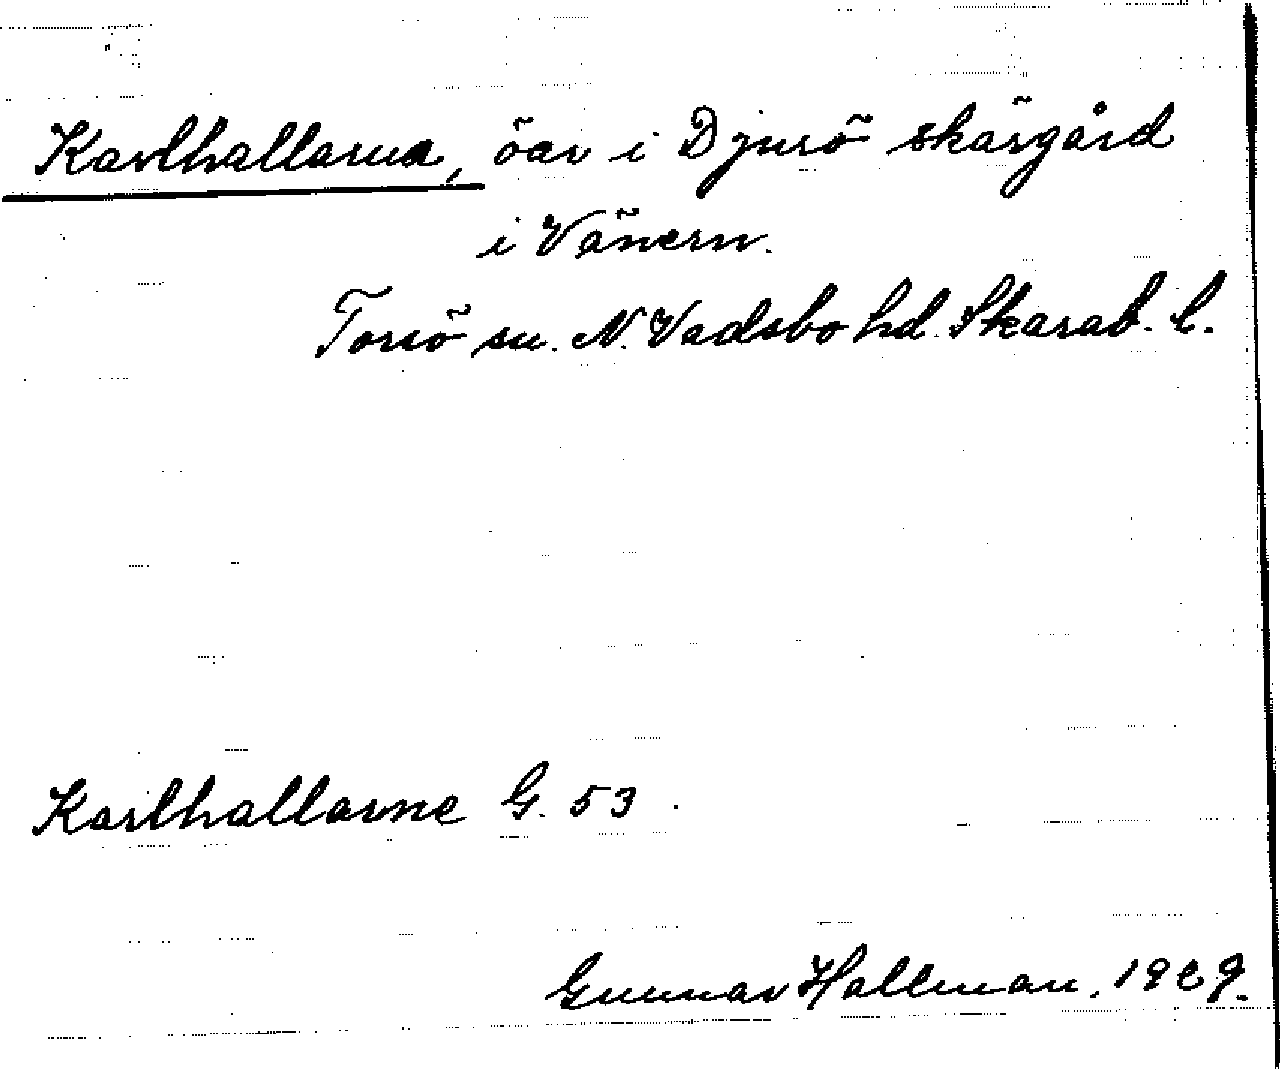 Karlhallarna, öar i Djurö skärgård
i Vänern.
Torsö sn. N. Vadsbo hd. Skarab. l.
Karlhallarne G. 53
Gunnar Hallman, 1929.